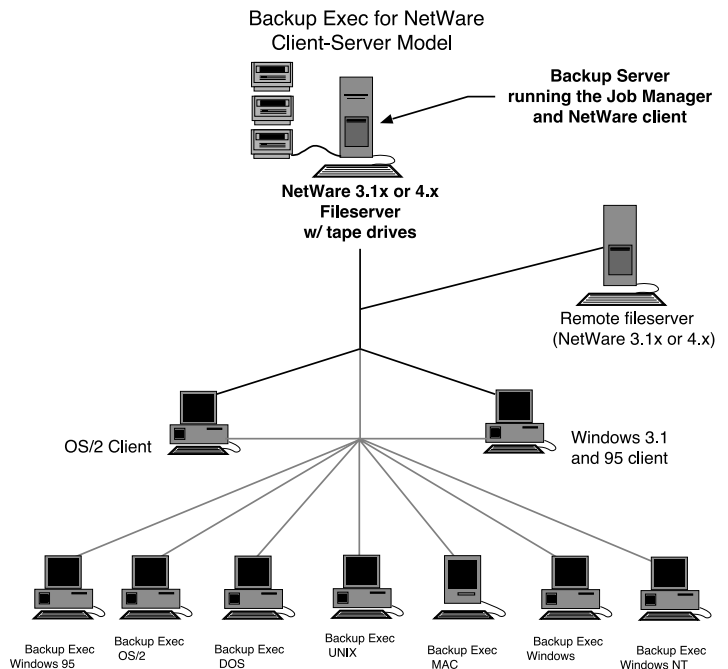 Backup Exec for NetWare
Client-Server Model
Backup Server
running the Job Manager
and NetWare client
NetWare 3.1x or 4.x
Fileserver
w/ tape drives
Remote fileserver
(NetWare 3.1x or 4.x)
OS/2 Client
Windows 3.1
and 95 client
Backup Exec
Windows 95
Backup Exec
OS/2
Backup Exec
DOS
Backup Exec
UNIX
Backup Exec
MAC
Backup Exec
Windows
Backup Exec
Windows NT